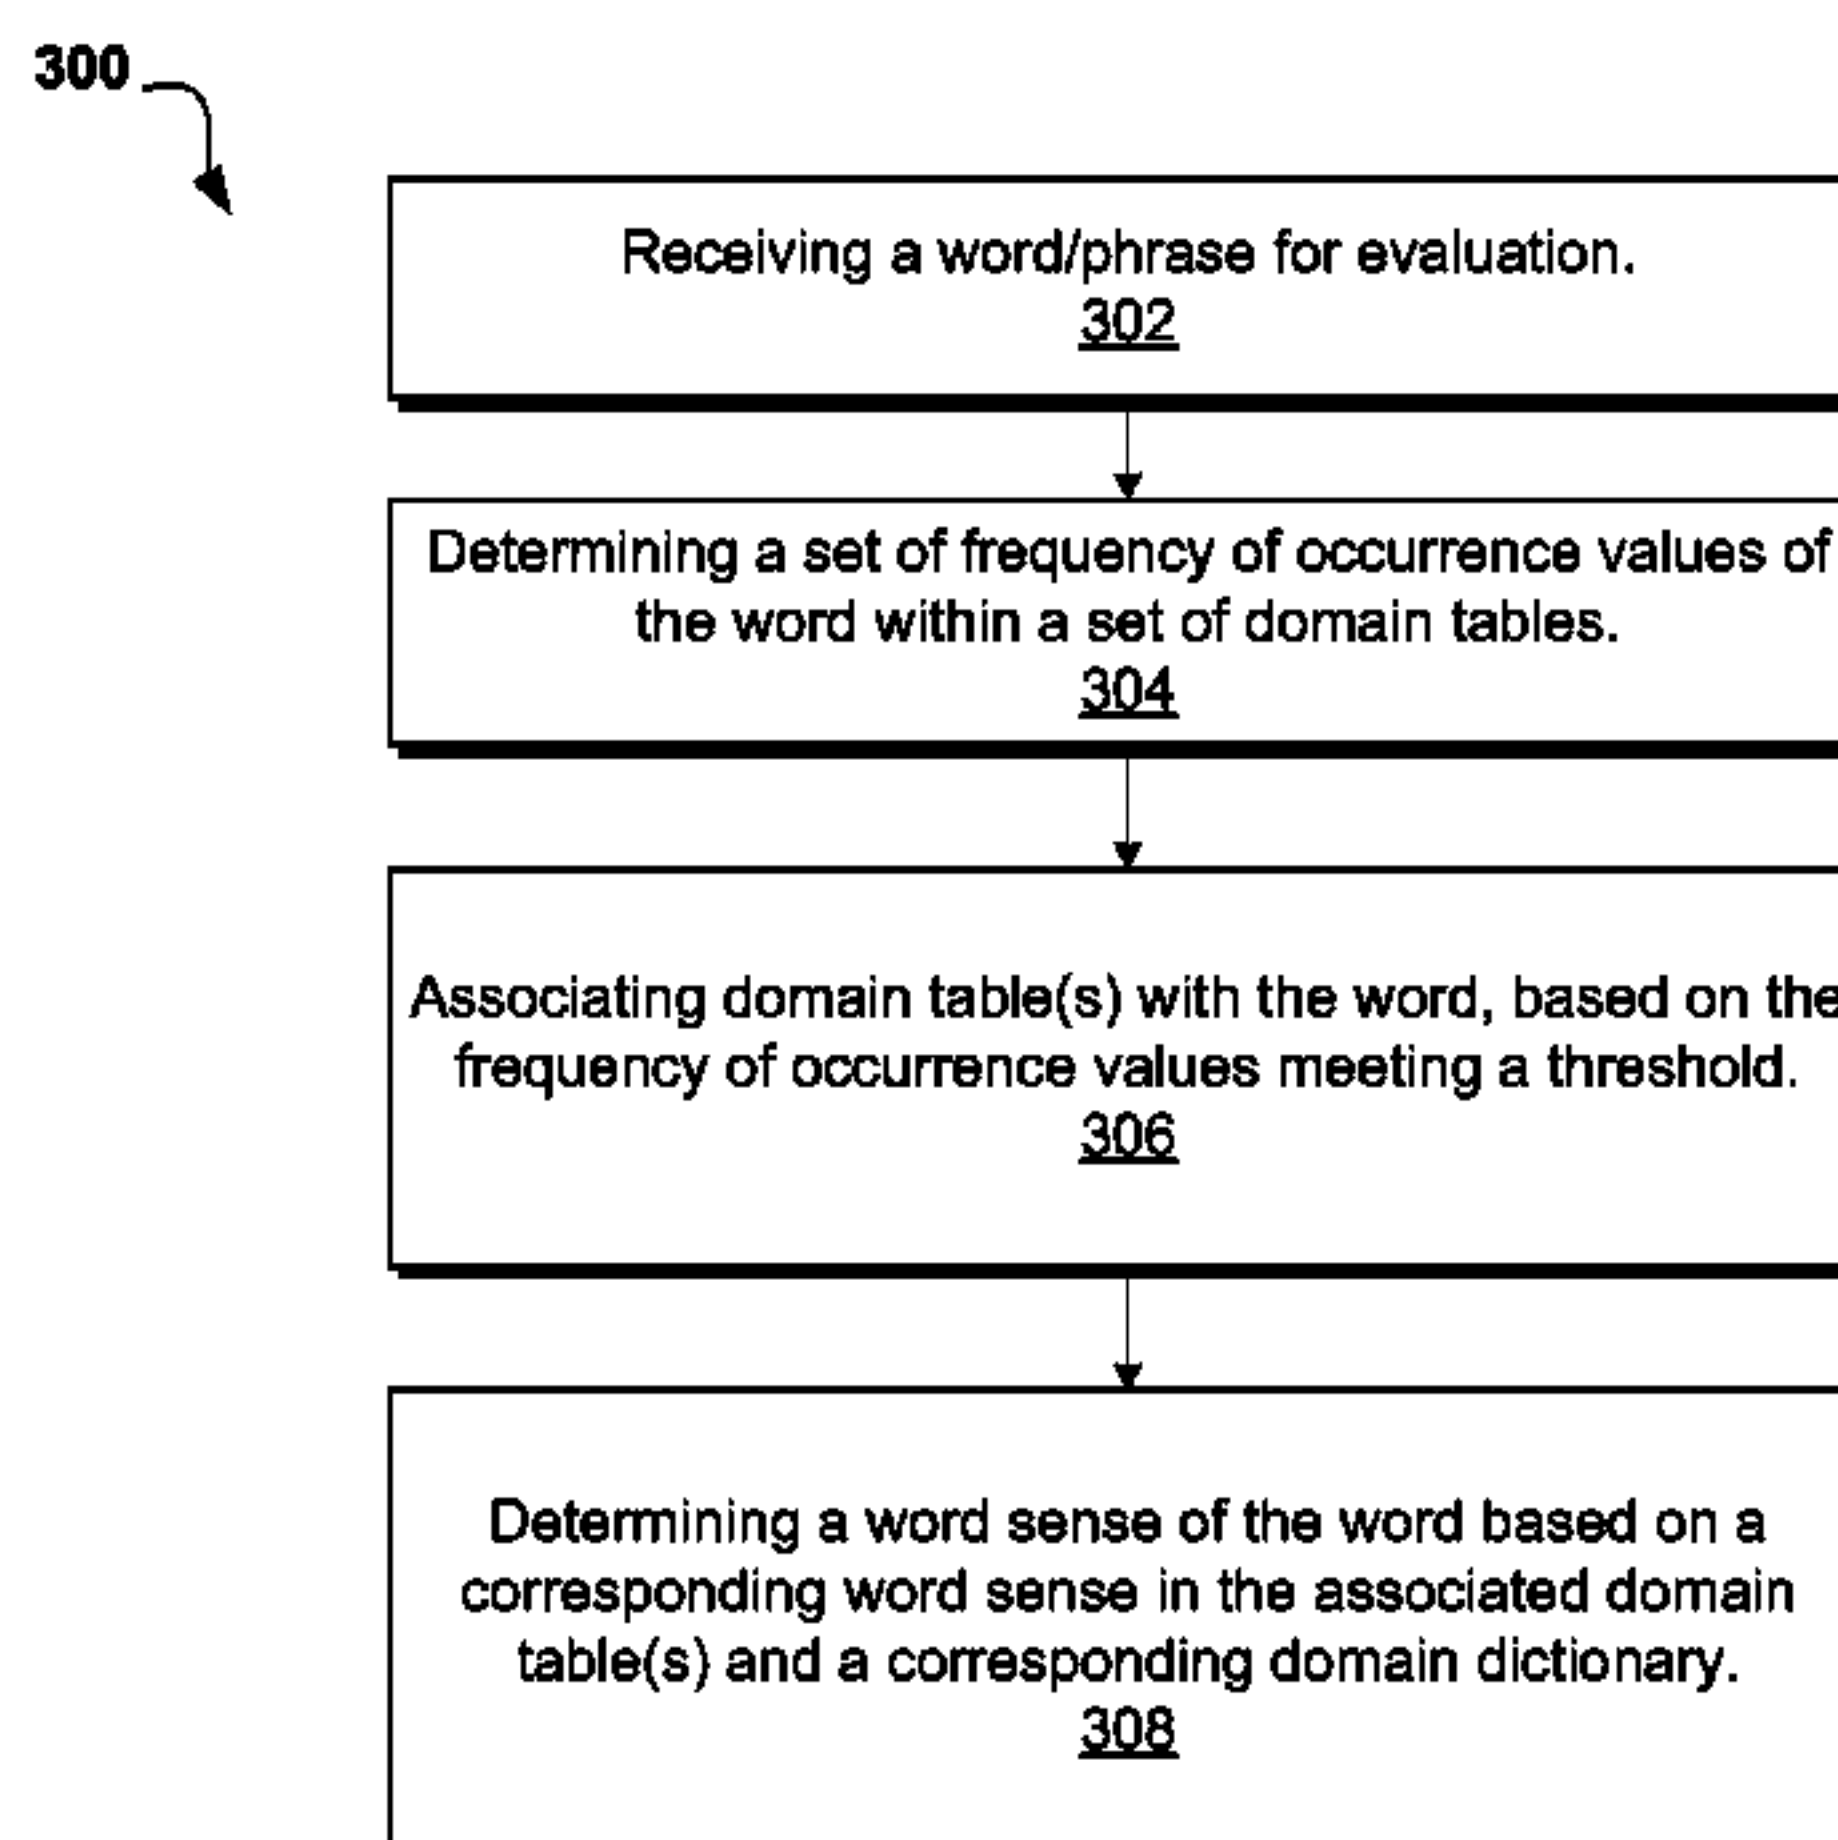 300
Receiving a word/phrase for evaluation.
302
Determining a set of frequency of occurrence values of
the word within a set of domain tables.
304
Associating domain table(s) with the word, based on the
frequency of occurrence values meeting a threshold.
306
Determining a word sense of the word based on a
corresponding word sense in the associated domain
table(s) and a corresponding domain dictionary.
308